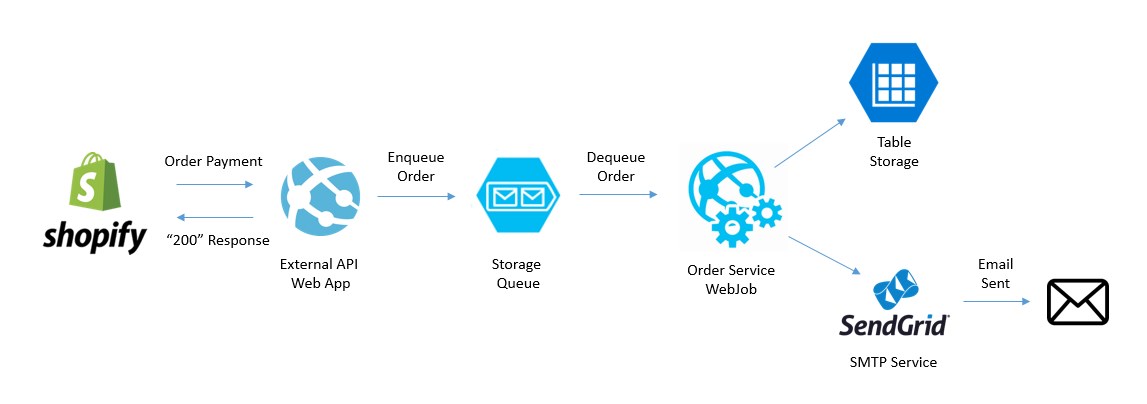 Order Payment
"200" Response
S
shopify
External API
Web App
Enqueue
Order
Storage
Queue
Dequeue
Order
Order Service
WebJob
Table
Storage
SendGrid
SMTP Service
Email
Sent